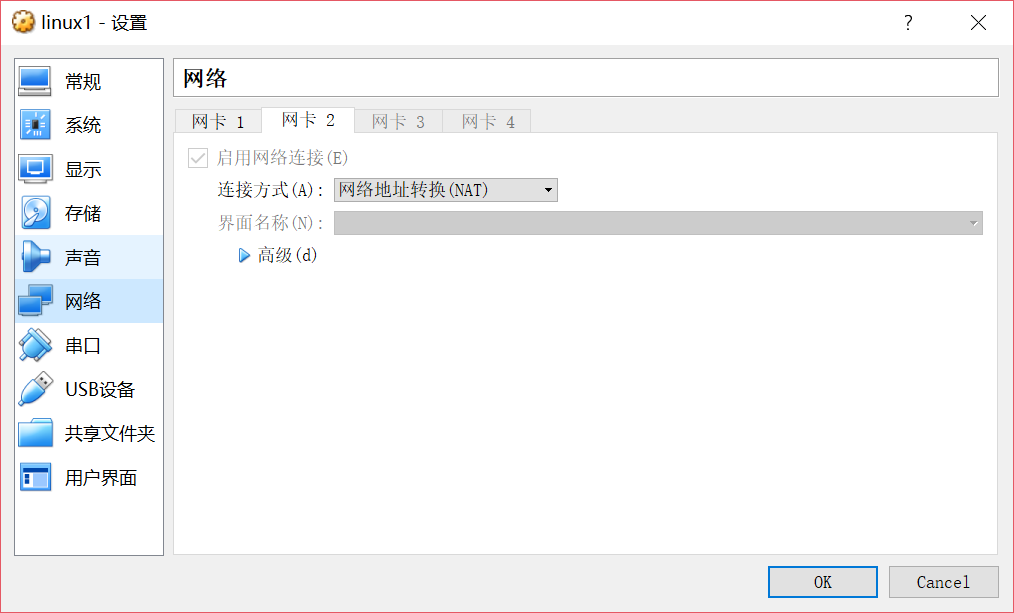 linux1 - 设置
?
常规
系统
显示
存储
声音
网络
串口
USB设备
共享文件夹
用户界面
网络
网卡 1 网卡 2 网卡 3 网卡 4
启用网络连接(E)
连接方式(A): 网络地址转换(NAT)
界面名称(N):
高级(d)
OK Cancel